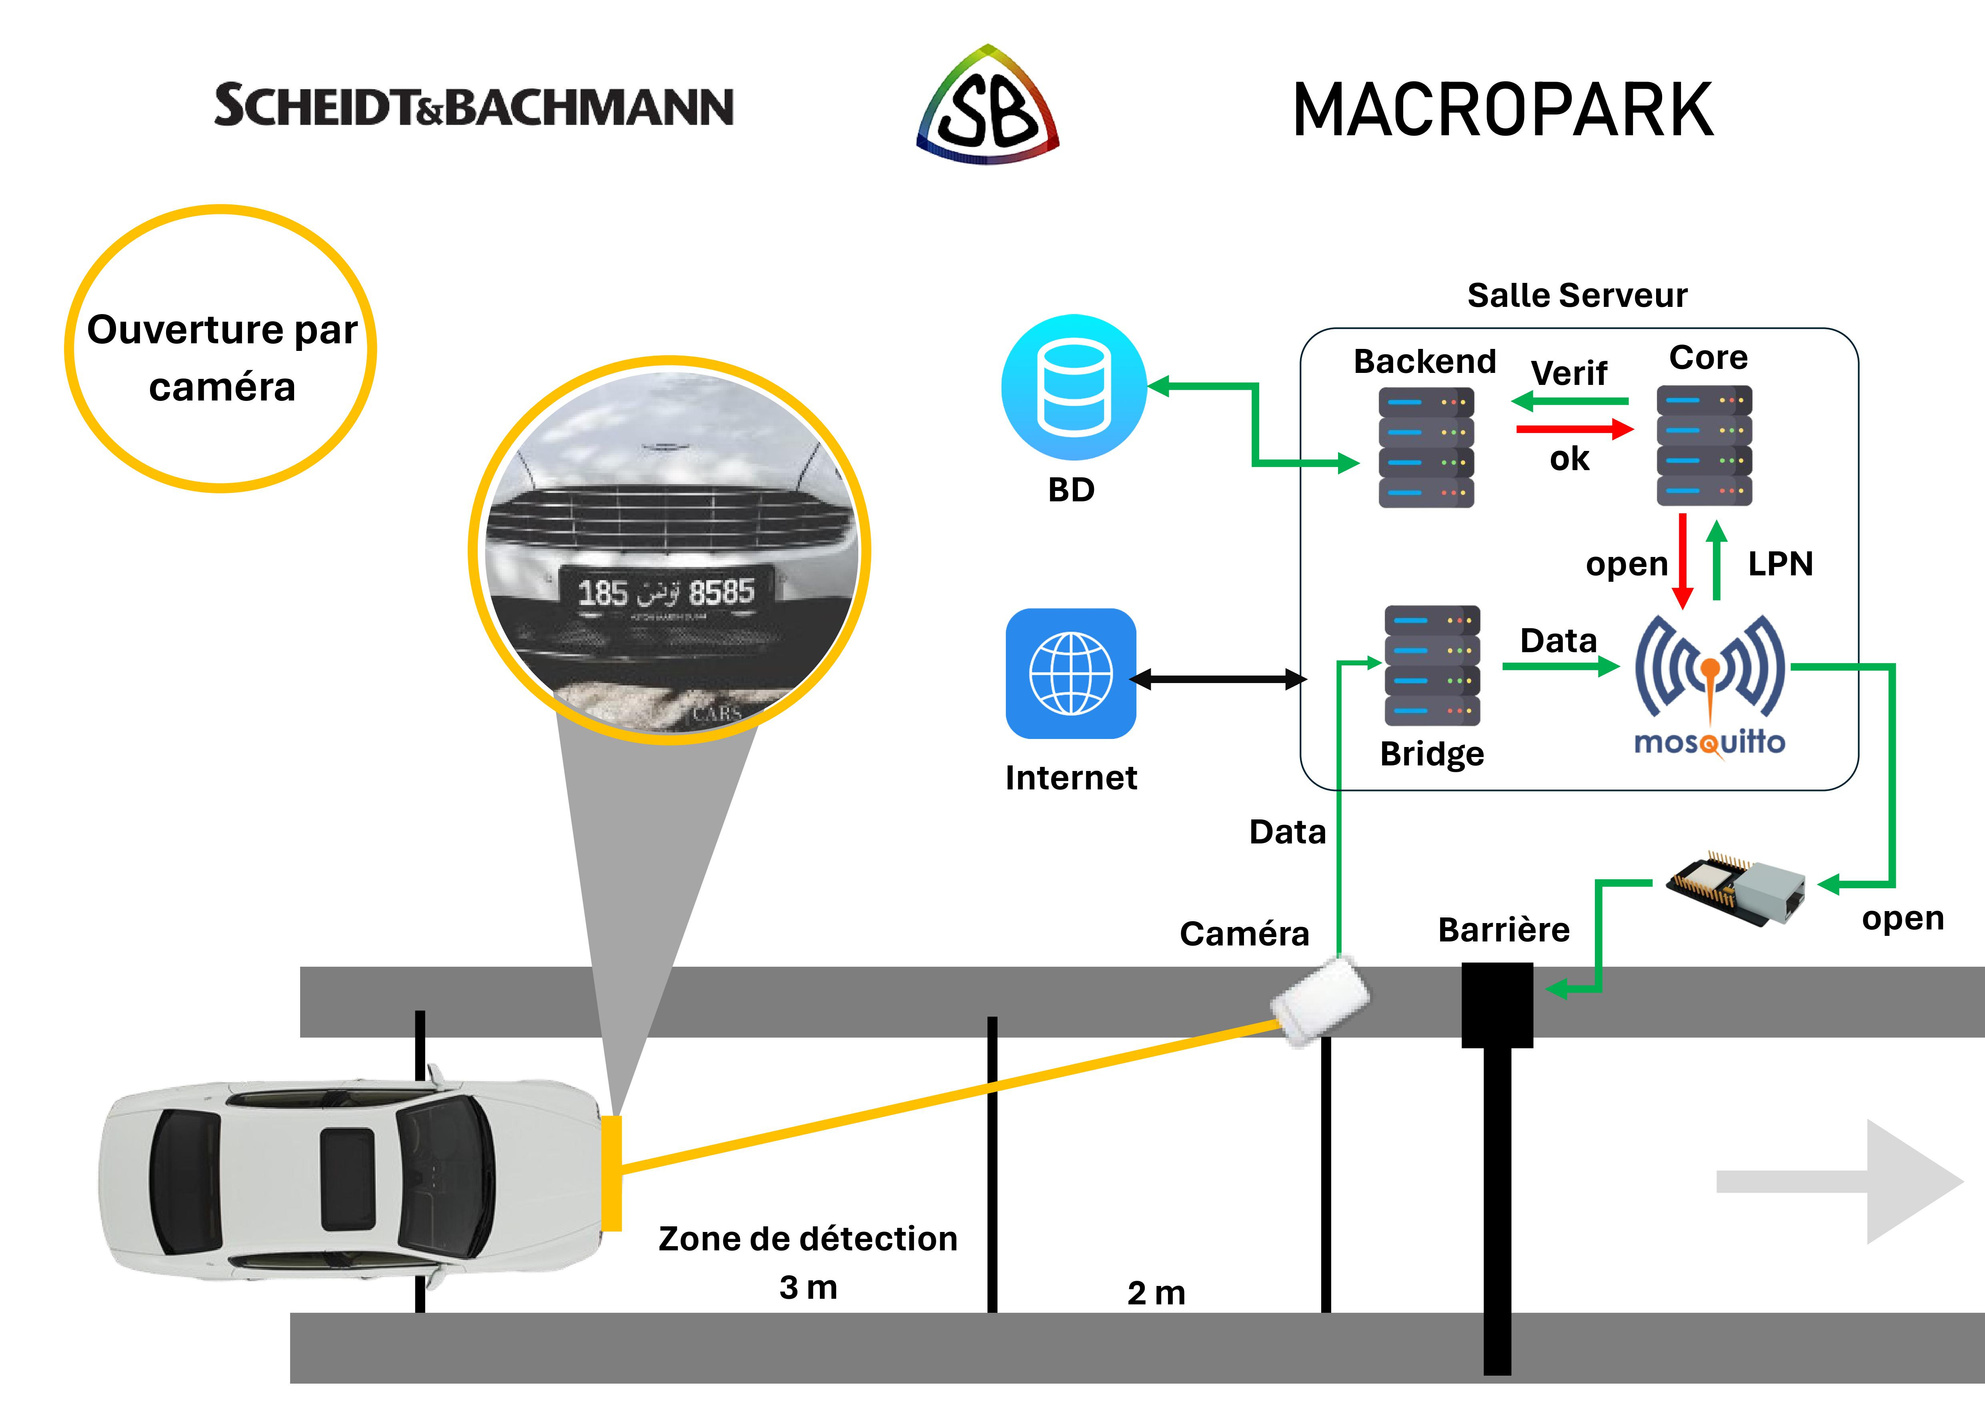 SCHEIDT&BACHMANN
SB
MACROPARK
Ouverture par
caméra
Salle Serveur
Backend
Verif
Core
ok
BD
open
LPN
185 تونس 8585
CARS
Data
mosquitto
Bridge
Internet
Data
Caméra
Barrière
open
Zone de détection
3 m
2 m